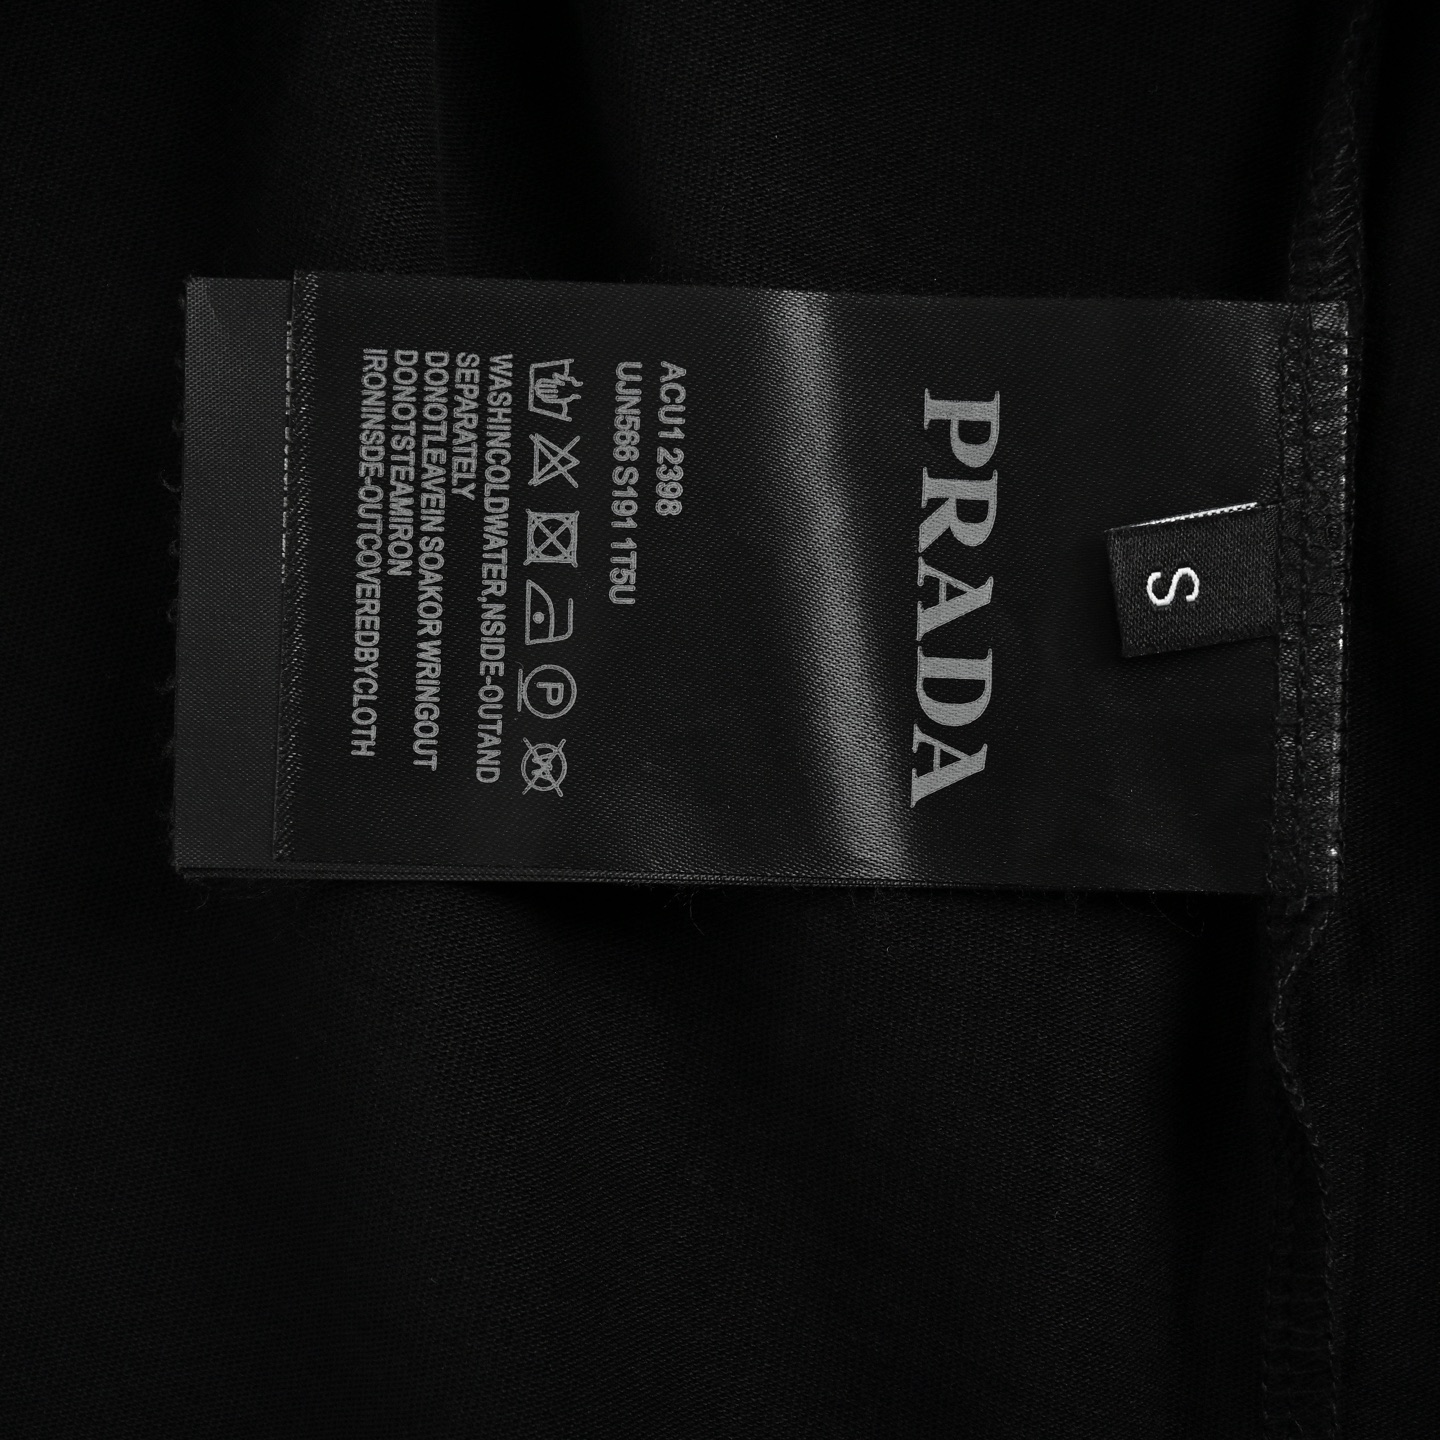 S
PRADA
ACU1 2398
UJN566 S191 1T5U
P
W
WASHINCOLDWATER,NSIDE-OUTAND
SEPARATELY
DONOTLEAVEIN SOAKOR WRINGOUT
DONOTSTEAMIRON
IRONINSDE-OUTCOVEREDBYCLOTH